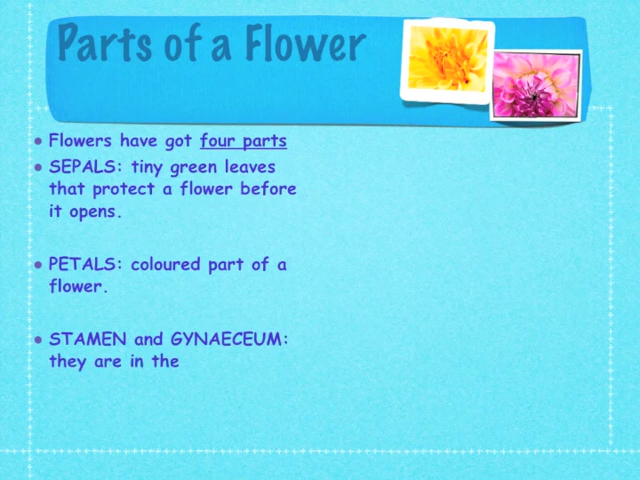 Parts of a Flower
• Flowers have got four parts
• SEPALS: tiny green leaves
that protect a flower before
it opens.
• PETALS: coloured part of a
flower.
• STAMEN and GYNAECEUM:
they are in the